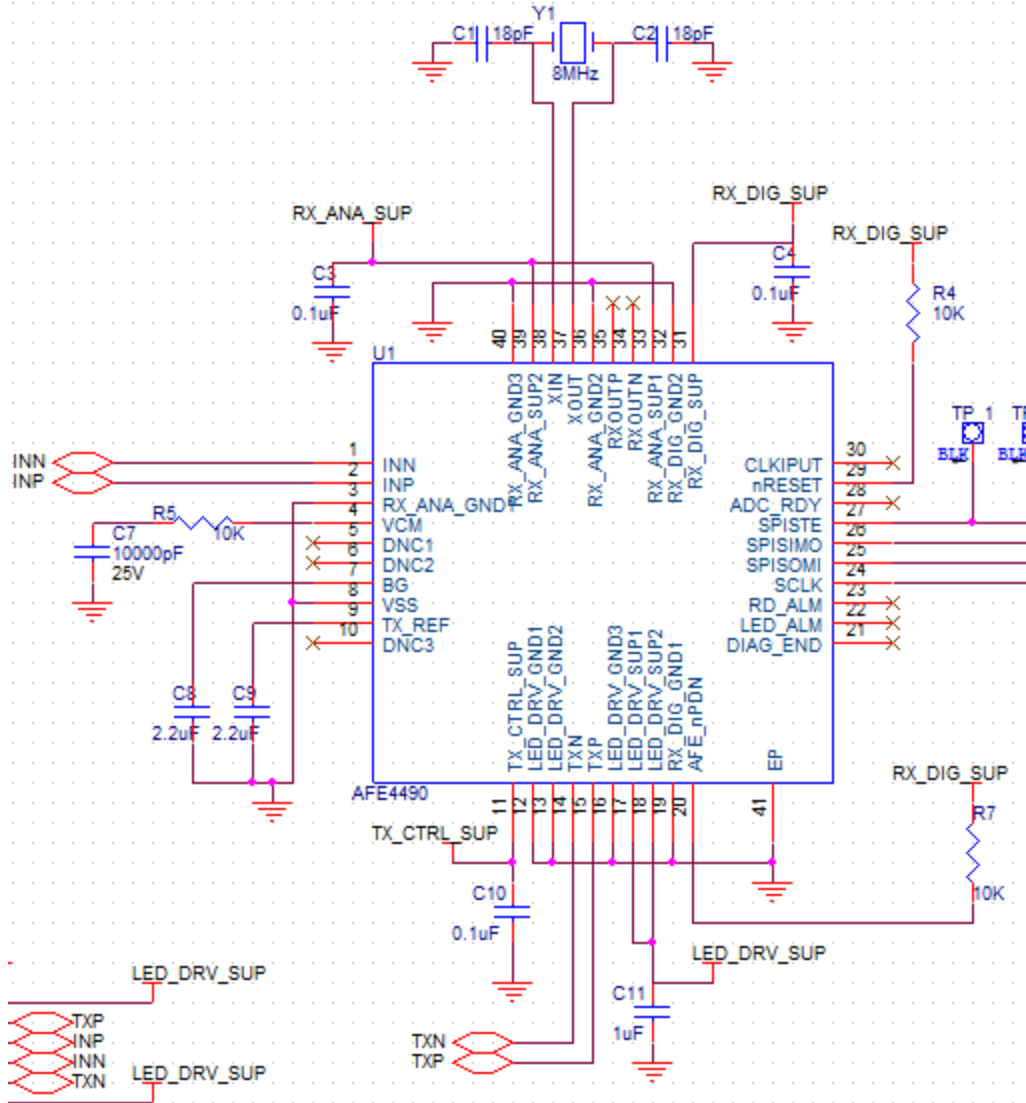 Y1
C1 18pF
C2 18pF
8MHz
RX_ANA_SUP
RX_DIG_SUP
RX_DIG_SUP
C3
0.1uF
C4
0.1uF
R4
10K
U1
40
39
38
37
36
35
34
33
32
31
RX_ANA_GND3
RX_ANA_SUP2
XIN
XOUT
RX_ANA_GND2
RXOUTP
RXOUTN
RX_ANA_SUP1
RX_DIG_GND2
RX_DIG_SUP
TP_1
BLK
BLK
INN
INP
1 INN
2 INP
3 RX_ANA_GND1
4 VCM
5 DNC1
6 DNC2
7 BG
8 VSS
9 TX_REF
10 DNC3
R5
10K
C7
10000pF
25V
C8
2.2uF
C9
2.2uF
CLKIPUT 30
nRESET 29
ADC_RDY 28
SPISTE 27
SPISIMO 26
SPISOMI 25
SCLK 24
RD_ALM 23
LED_ALM 22
DIAG_END 21
TX_CTRL_SUP
LED_DRV_GND1
LED_DRV_GND2
TXN
TXP
LED_DRV_GND3
LED_DRV_SUP1
LED_DRV_SUP2
RX_DIG_GND1
AFE_nPDN
EP
AFE4490
11
12
13
14
15
16
17
18
19
20
41
TX_CTRL_SUP
C10
0.1uF
RX_DIG_SUP
R7
10K
LED_DRV_SUP
C11
1uF
TXN
TXP
LED_DRV_SUP
TXP
INP
INN
TXN
LED_DRV_SUP